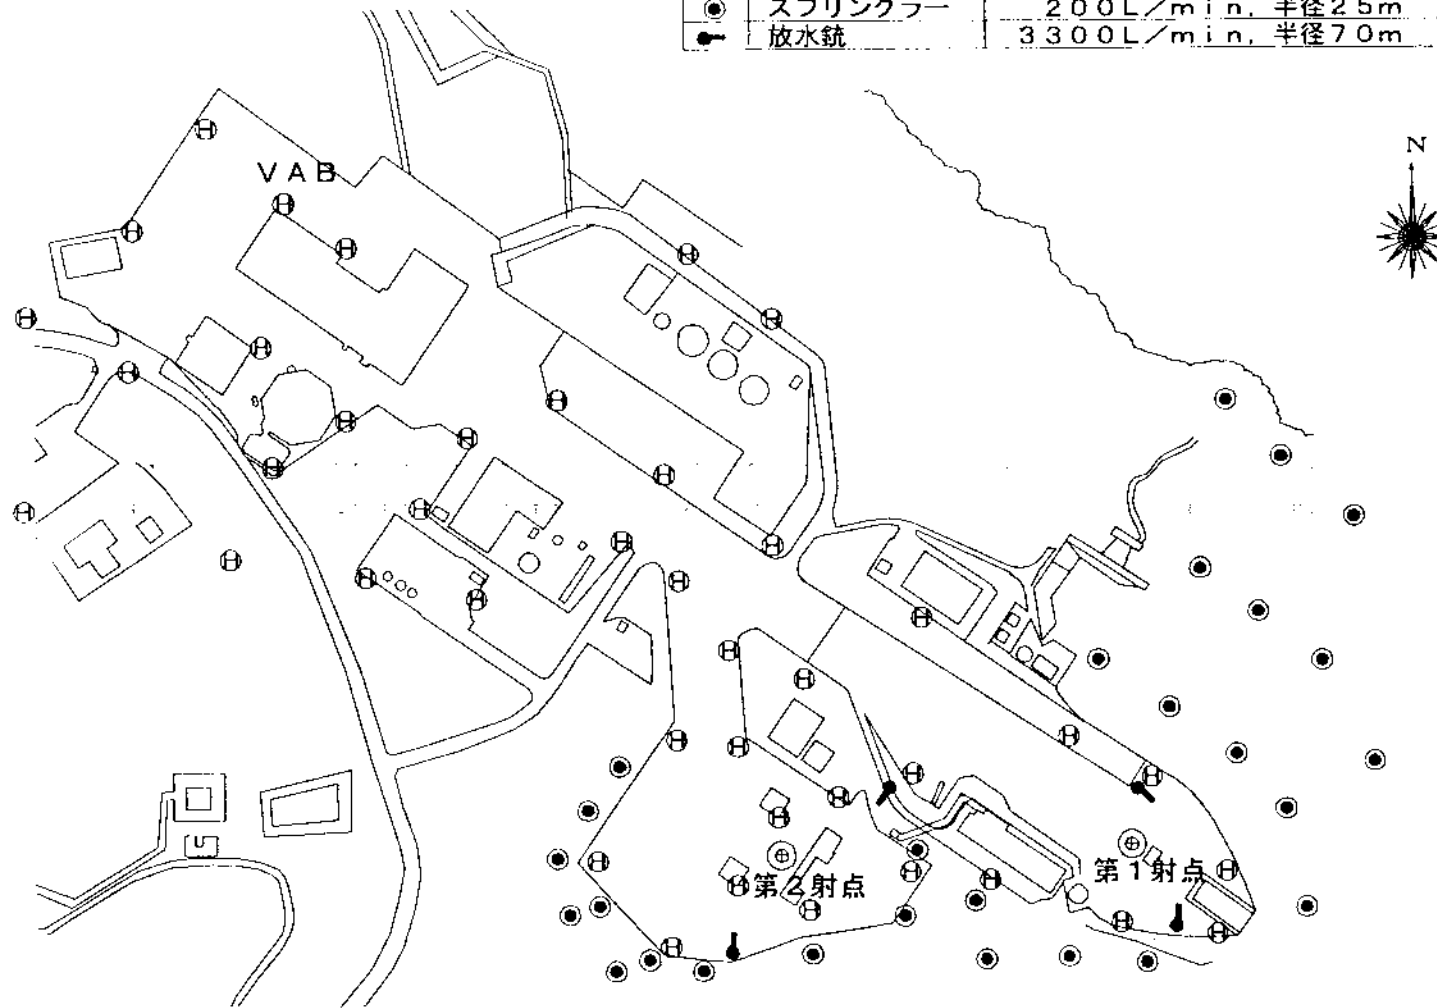 スプリンクラー 200L／min, 半径25m
放水銃 3300L／min, 半径70m
N
VAB
第1射点
第2射点